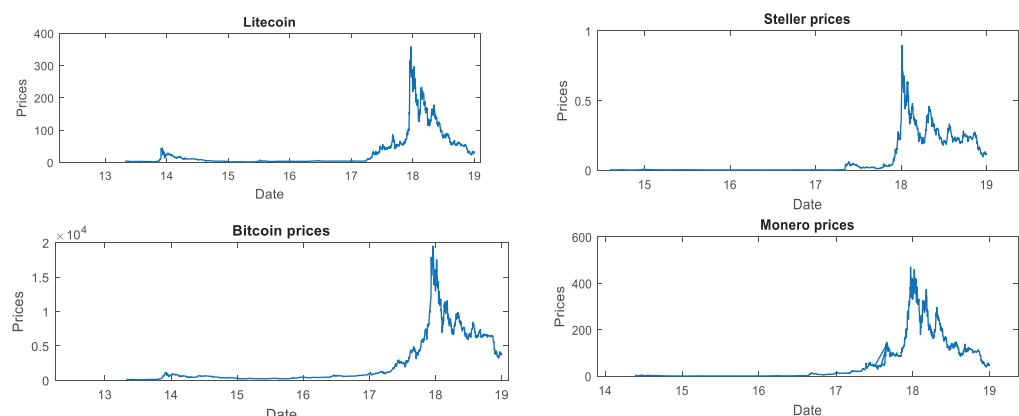 Litecoin
400
300
200
100
0
Prices
13 14 15 16 17 18 19
Date
Steller prices
1
0.5
0
Prices
15 16 17 18 19
Date
Bitcoin prices
×10^4
2
1.5
1
0.5
0
Prices
13 14 15 16 17 18 19
Date
Monero prices
600
400
200
0
Prices
14 15 16 17 18 19
Date